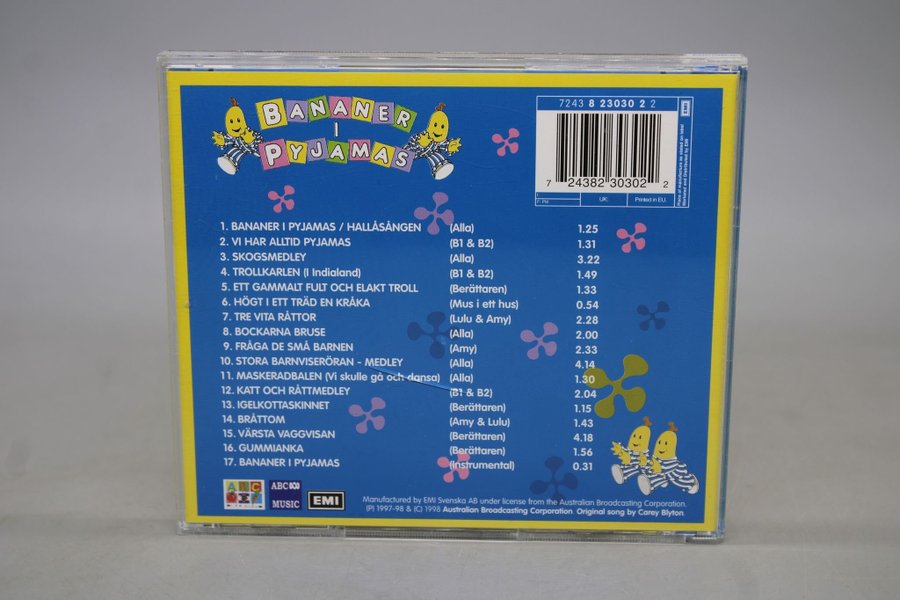 BANANER
I
PYJAMAS
7243 8 23030 2 2
7 24382 30302 2
UK:
Printed in EU.
EMI
1. BANANER I PYJAMAS / HALLÅSÅNGEN (Alla) 1.25
2. VI HAR ALLTID PYJAMAS (B1 & B2) 1.31
3. SKOGSMEDLEY (Alla) 3.22
4. TROLLKARLEN (I Indialand) (B1 & B2) 1.49
5. ETT GAMMALT FULT OCH ELAKT TROLL (Berättaren) 1.33
6. HÖGT I ETT TRÄD EN KRÅKA (Mus i ett hus) 0.54
7. TRE VITA RÅTTOR (Lulu & Amy) 2.28
8. BOCKARNA BRUSE (Alla) 2.00
9. FRÅGA DE SMÅ BARNEN (Amy) 2.33
10. STORA BARNVISERÖRAN - MEDLEY (Alla) 4.14
11. MASKERADBALEN (Vi skulle gå och dansa) (Alla) 1.30
12. KATT OCH RÅTTMEDLEY (B1 & B2) 2.04
13. IGELKOTTASKINNET (Berättaren) 1.15
14. BRÅTTOM (Amy & Lulu) 1.43
15. VÄRSTA VAGGVISAN (Berättaren) 4.18
16. GUMMIANKA (Berättaren) 1.56
17. BANANER I PYJAMAS (Instrumental) 0.31
ABC
ABC
MUSIC
EMI
Manufactured by EMI Svenska AB under license from the Australian Broadcasting Corporation.
(P) 1997-98 & (C) 1998 Australian Broadcasting Corporation. Original song by Carey Blyton.